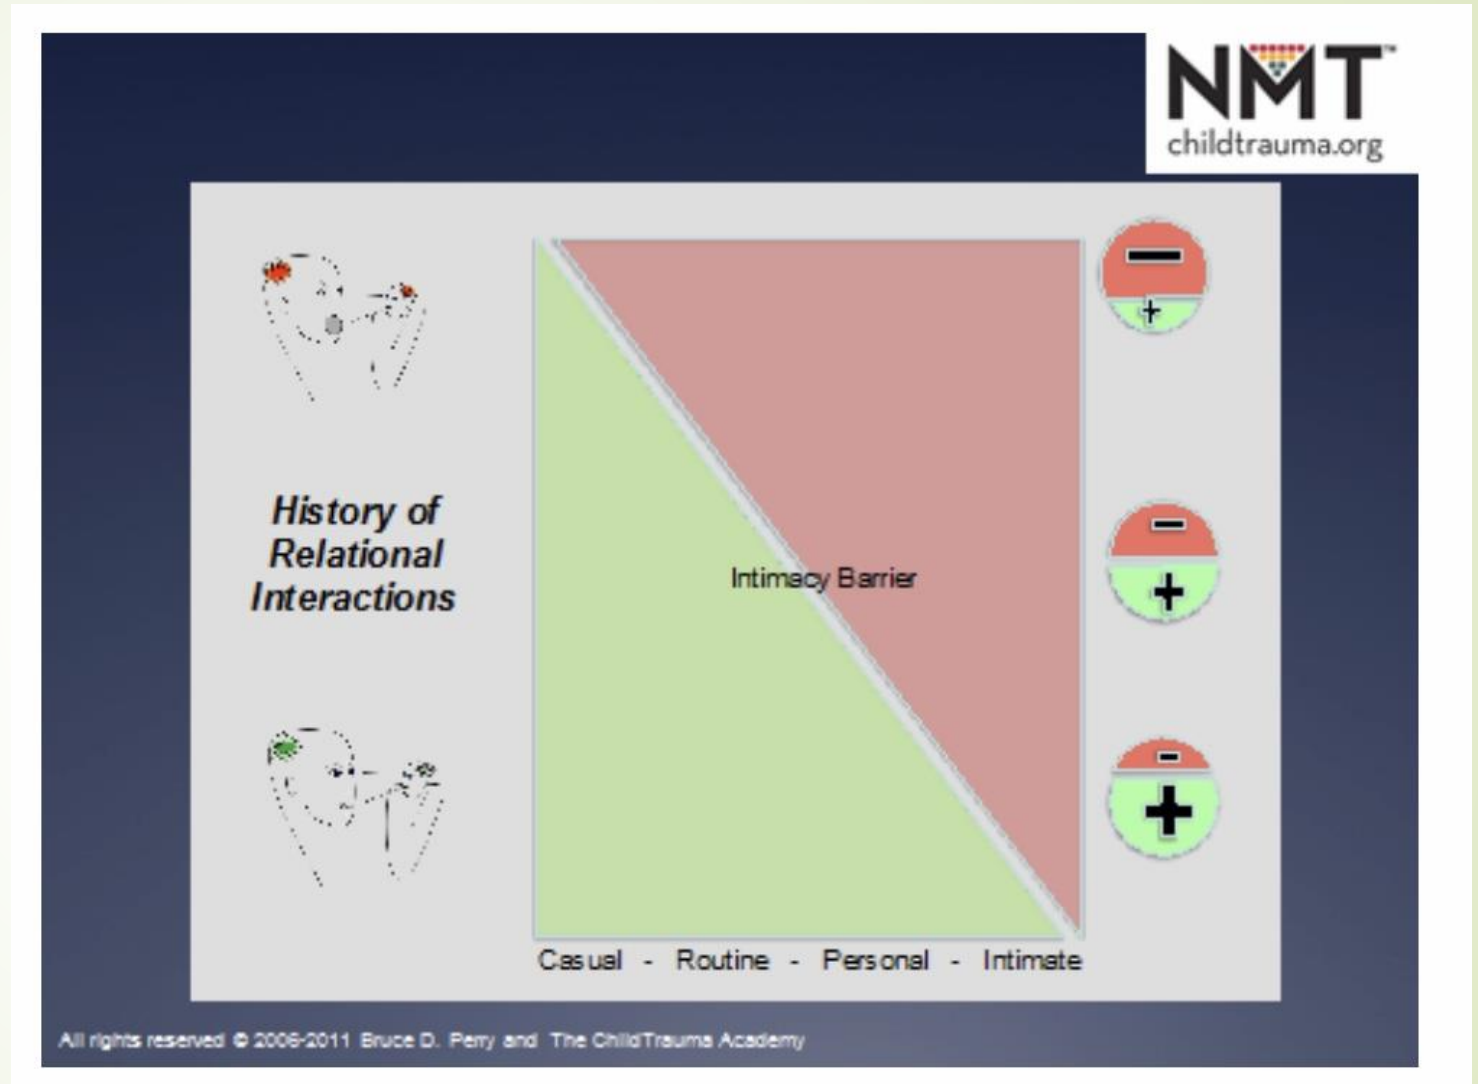 NMT™
childtrauma.org
History of
Relational
Interactions
Intimacy Barrier
Casual - Routine - Personal - Intimate
− 
+
−
+
-
+
All rights reserved © 2006-2011 Bruce D. Perry and The ChildTrauma Academy